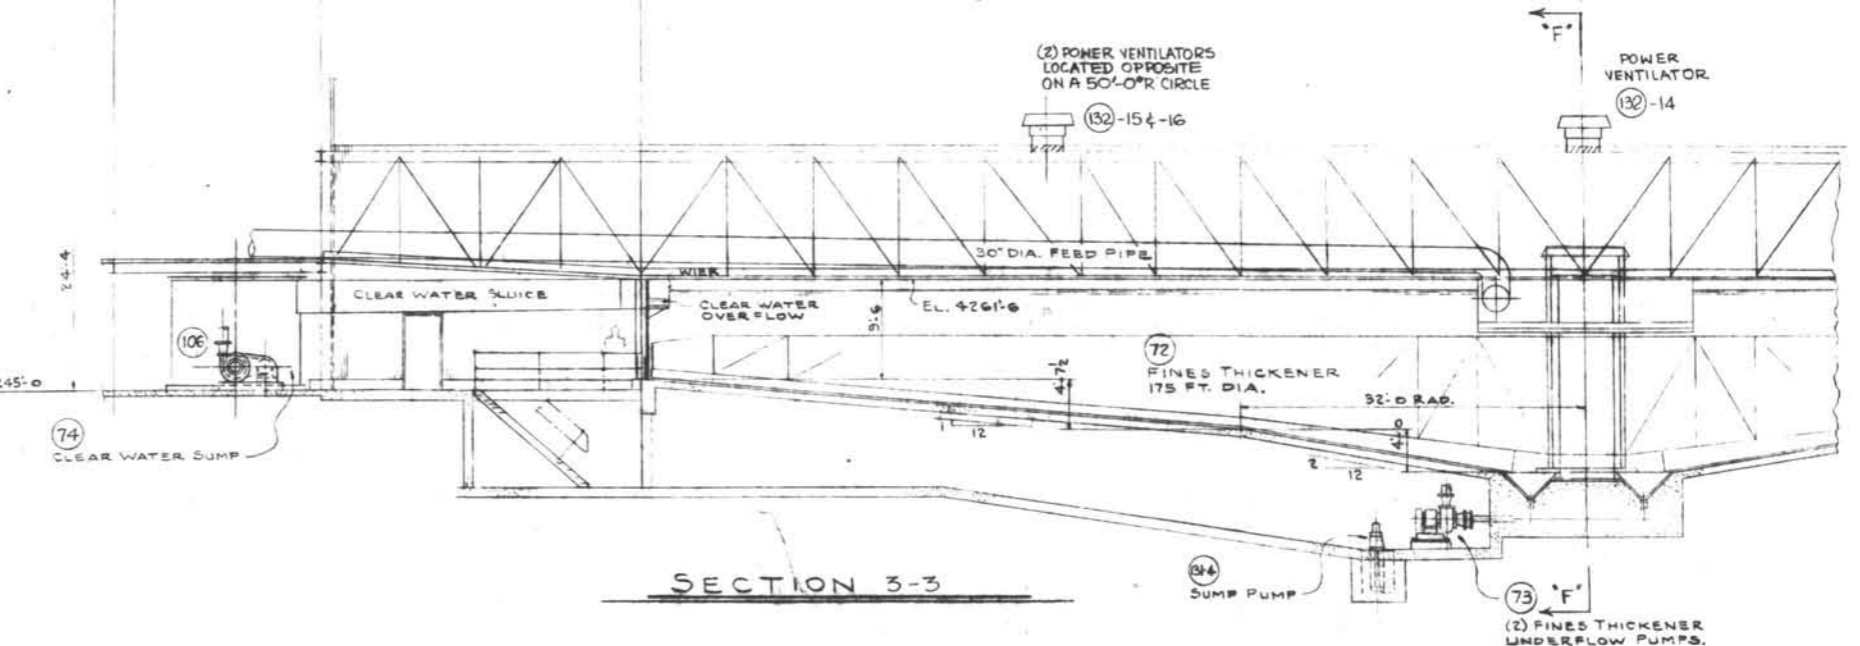 "F"
(2) POWER VENTILATORS
LOCATED OPPOSITE
ON A 50'-0"R CIRCLE
132 -15 & -16
POWER
VENTILATOR
132 -14
24-4
30" DIA. FEED PIPE
WIER
CLEAR WATER SLUICE
CLEAR WATER
OVERFLOW
EL. 4261'-6
9'-6
106
72
FINES THICKENER
175 FT. DIA.
4'-7½
32'-0 RAD.
4'-0
245'-0
1
12
2
12
74
CLEAR WATER SUMP
SECTION 3-3
SUMP PUMP
73
"F"
(2) FINES THICKENER
UNDERFLOW PUMPS.